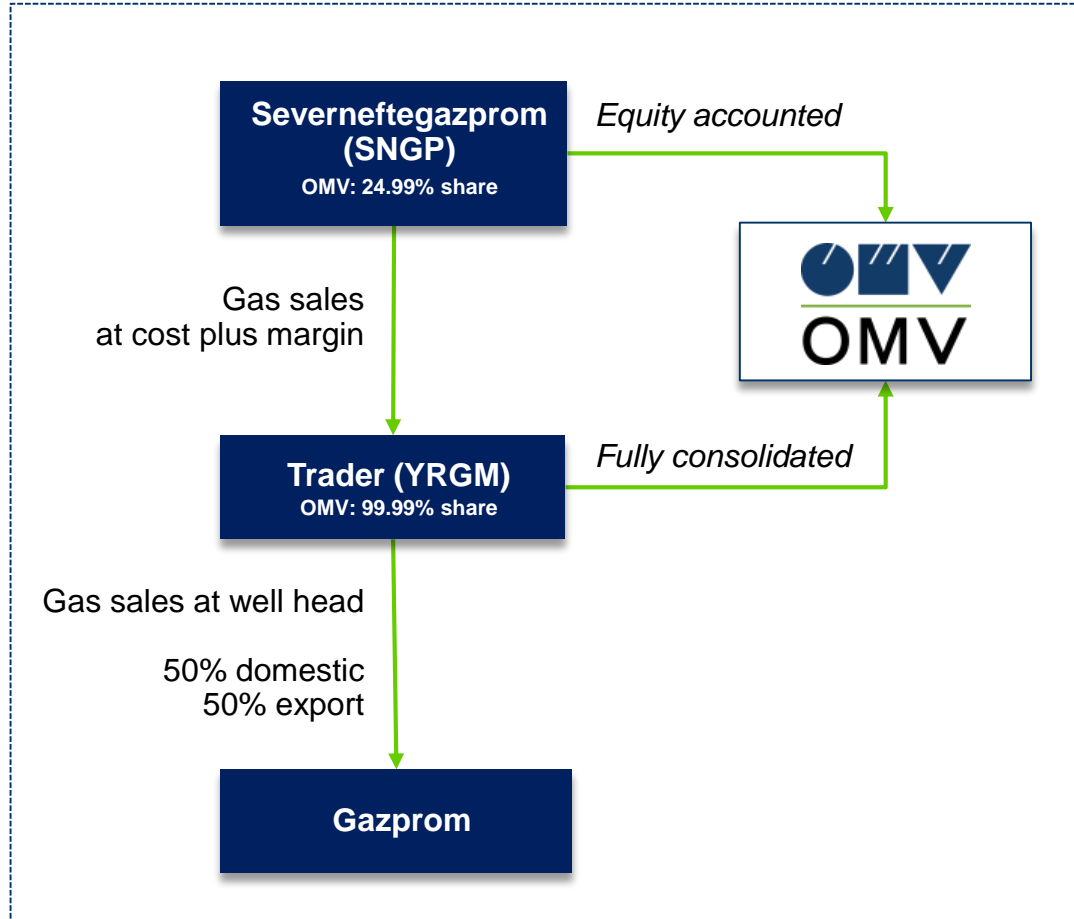 Severneftegazprom
(SNGP)
OMV: 24.99% share
Equity accounted
OMV
OMV
Gas sales
at cost plus margin
Trader (YRGM)
OMV: 99.99% share
Fully consolidated
Gas sales at well head
50% domestic
50% export
Gazprom